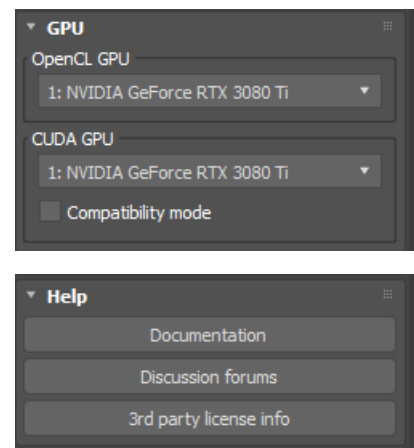 GPU
OpenCL GPU
1: NVIDIA GeForce RTX 3080 Ti
CUDA GPU
1: NVIDIA GeForce RTX 3080 Ti
Compatibility mode
Help
Documentation
Discussion forums
3rd party license info